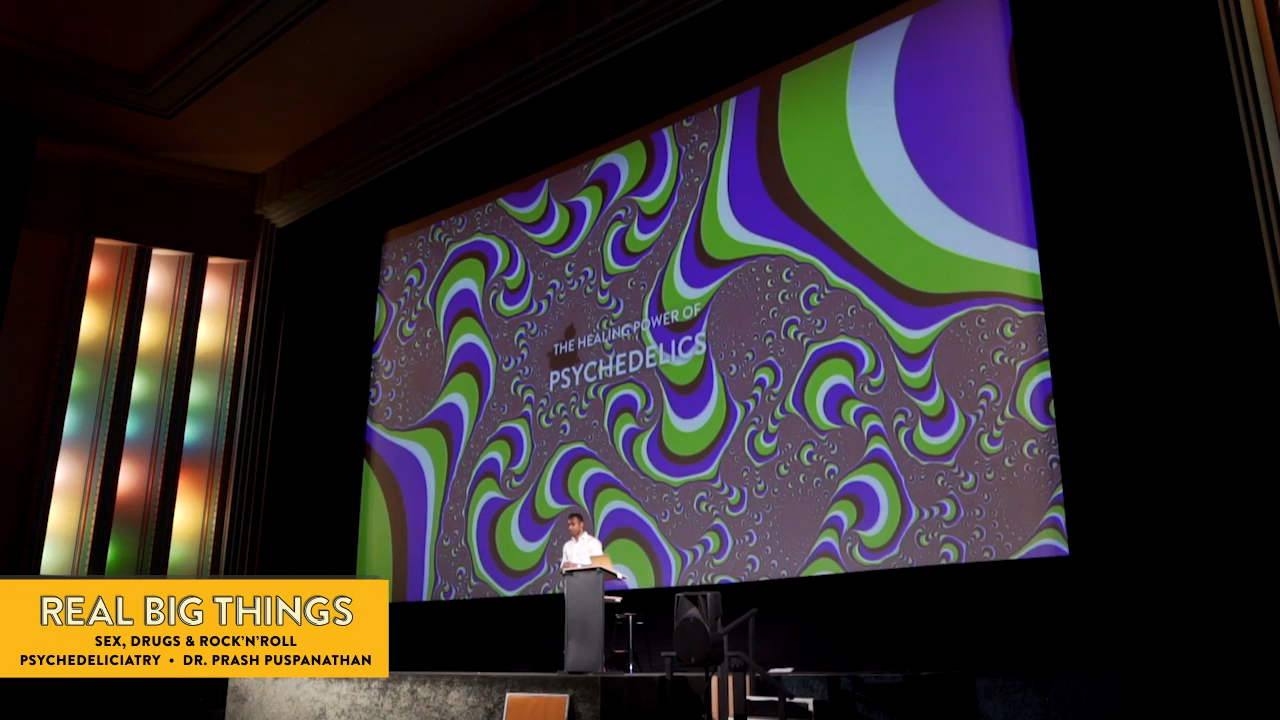 THE HEALING POWER OF
PSYCHEDELICS
REAL BIG THINGS
SEX, DRUGS & ROCK'N'ROLL
PSYCHEDELICIATRY • DR. PRASH PUSPANATHAN